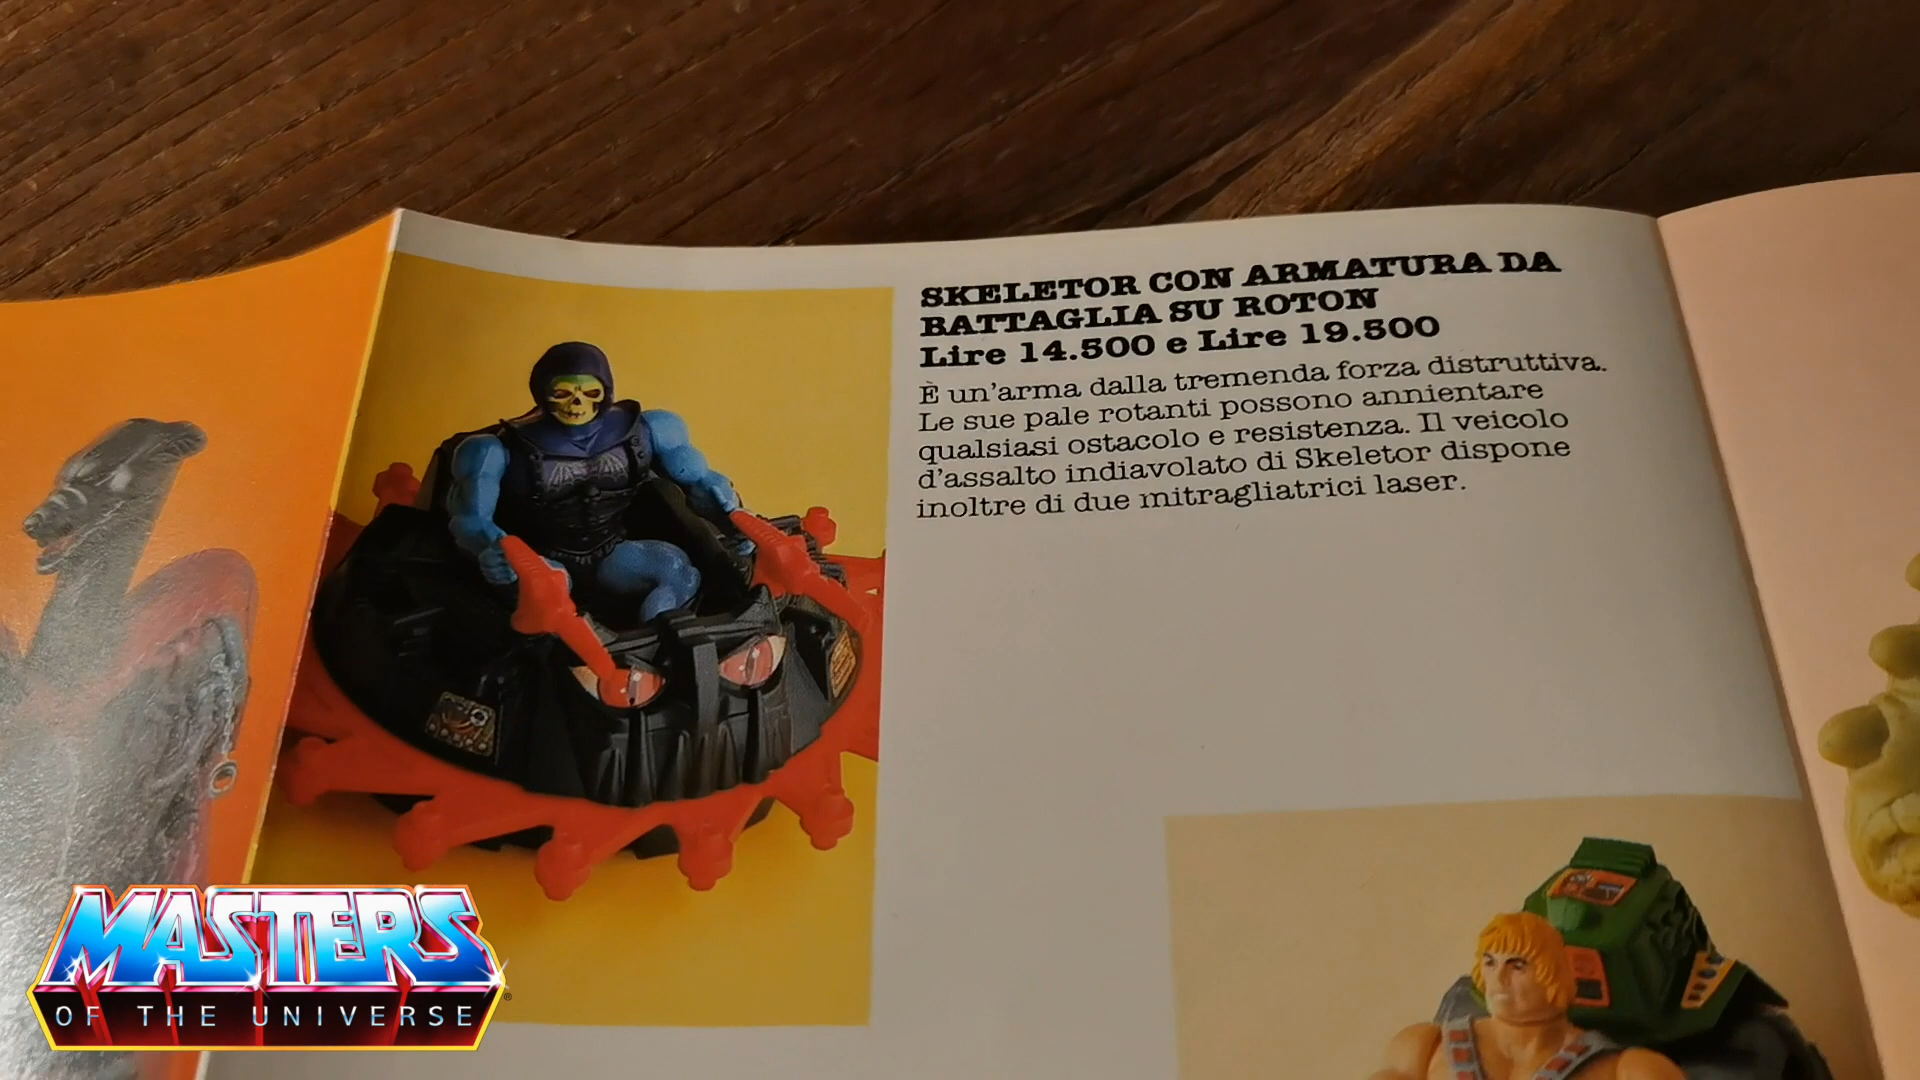 SKELETOR CON ARMATURA DA
BATTAGLIA SU ROTON
Lire 14.500 e Lire 19.500
È un'arma dalla tremenda forza distruttiva.
Le sue pale rotanti possono annientare
qualsiasi ostacolo e resistenza. Il veicolo
d'assalto indiavolato di Skeletor dispone
inoltre di due mitragliatrici laser.
MASTERS
OF THE UNIVERSE